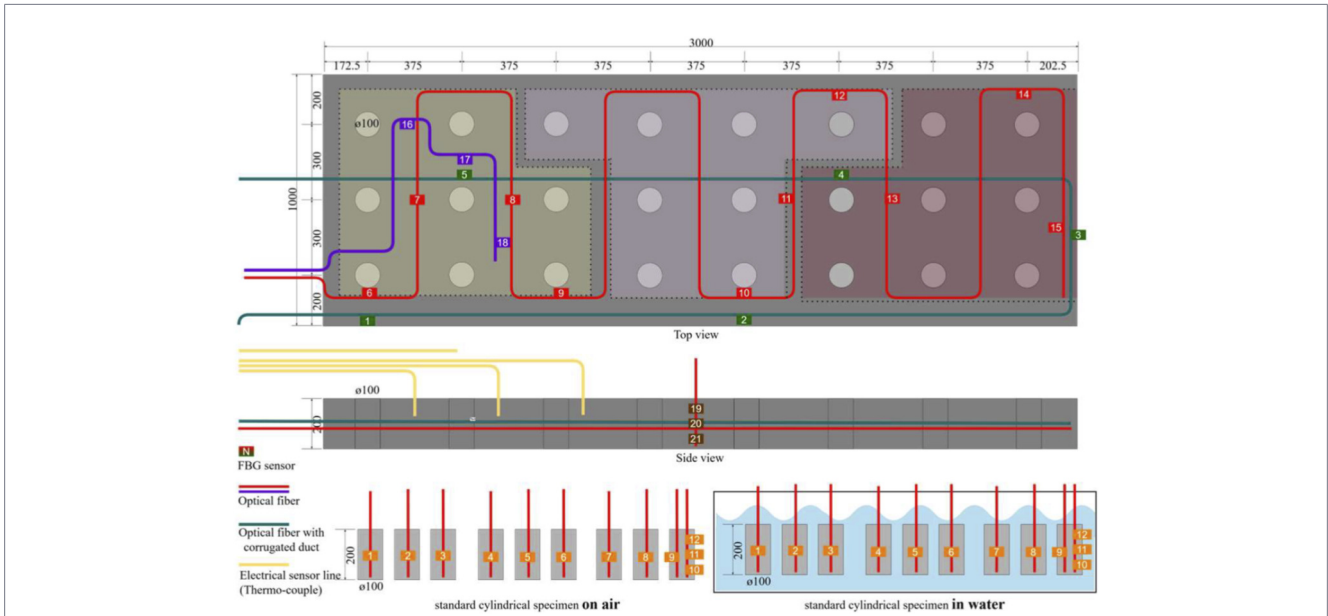 3000
172.5 375 375 375 375 375 375 375 202.5
200
300
1000
300
200
ø100
16
17
5
7
8
18
6
9
1
12
14
4
11
13
15
3
10
2
Top view
ø100
200
19
20
21
Side view
N
FBG sensor
Optical fiber
Optical fiber with
corrugated duct
Electrical sensor line
(Thermo-couple)
200
1 2 3 4 5 6 7 8 9
12
11
10
ø100
standard cylindrical specimen on air
200
1 2 3 4 5 6 7 8 9
12
11
10
ø100
standard cylindrical specimen in water